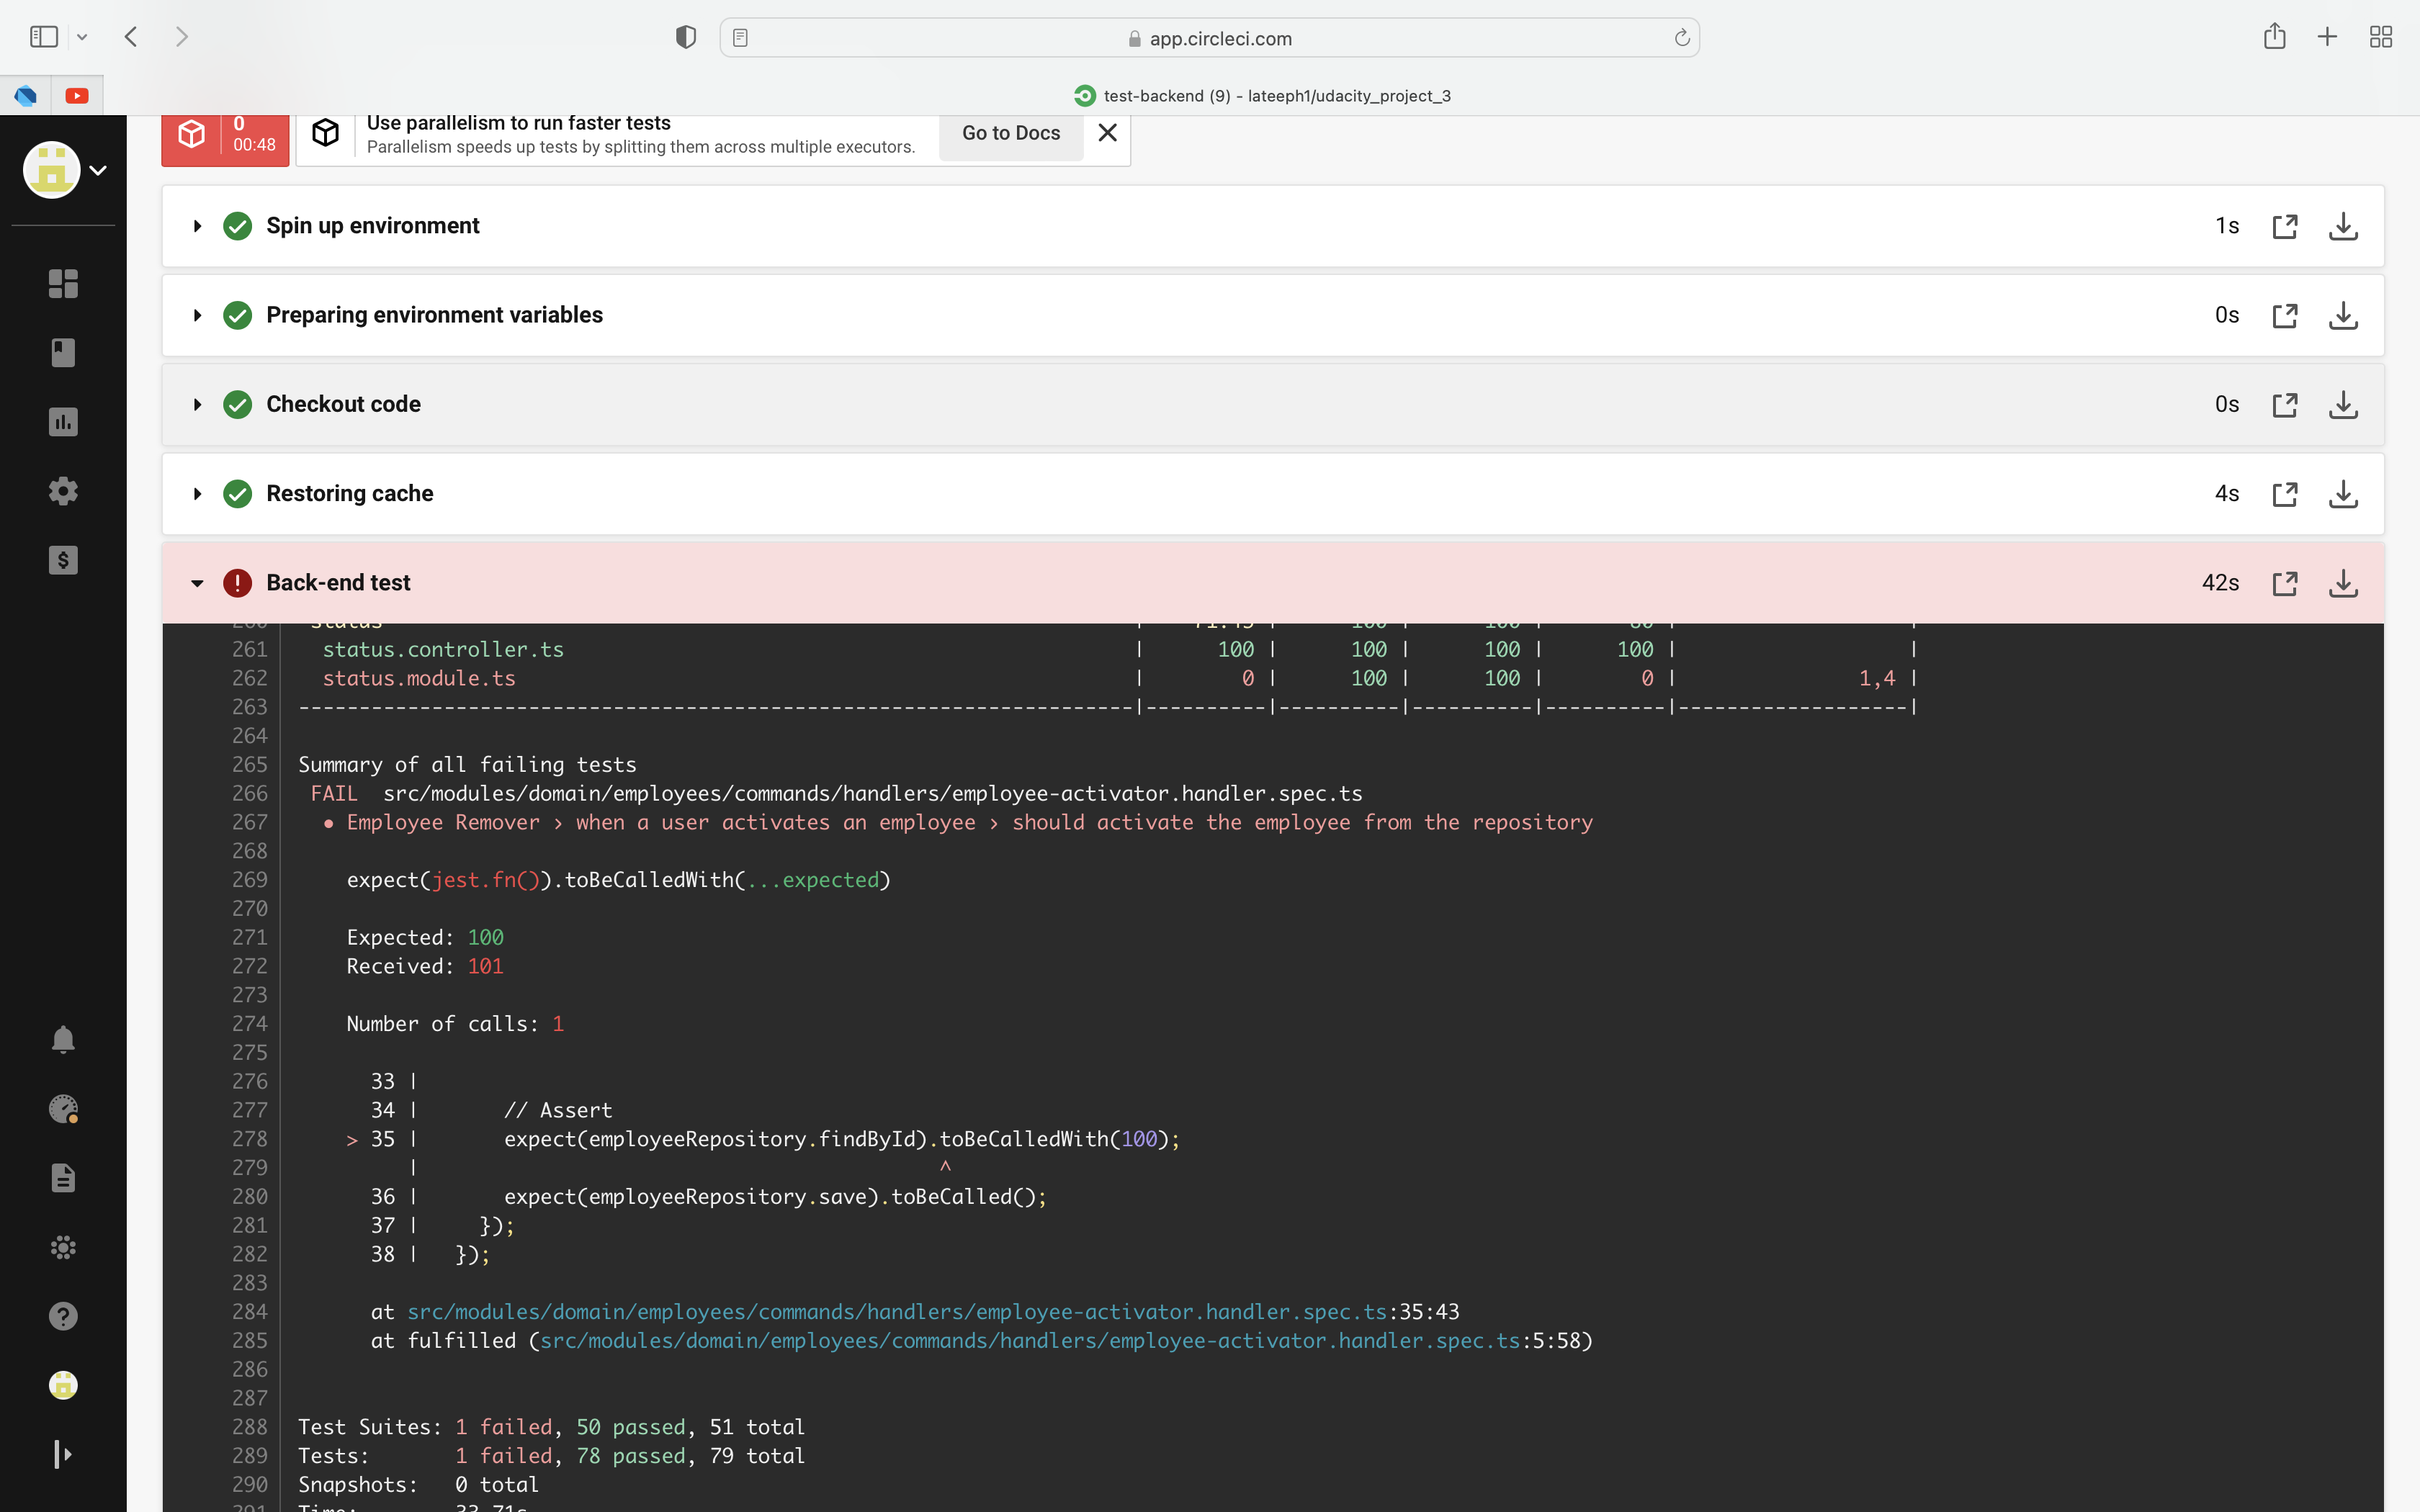 app.circleci.com
test-backend (9) - lateeph1/udacity_project_3
0
00:48
Use parallelism to run faster tests
Parallelism speeds up tests by splitting them across multiple executors.
Go to Docs
Spin up environment 1s
Preparing environment variables 0s
Checkout code 0s
Restoring cache 4s
Back-end test 42s
261 status.controller.ts | 100 | 100 | 100 | 100 | |
262 status.module.ts | 0 | 100 | 100 | 0 | 1,4 |
263 ---------------------------------------------------------------------|----------|----------|----------|----------|-------------------|
264
265 Summary of all failing tests
266 FAIL src/modules/domain/employees/commands/handlers/employee-activator.handler.spec.ts
267 ● Employee Remover › when a user activates an employee › should activate the employee from the repository
268
269 expect(jest.fn()).toBeCalledWith(...expected)
270
271 Expected: 100
272 Received: 101
273
274 Number of calls: 1
275
276 33 |
277 34 | // Assert
278 > 35 | expect(employeeRepository.findById).toBeCalledWith(100);
279 | ^
280 36 | expect(employeeRepository.save).toBeCalled();
281 37 | });
282 38 | });
283
284 at src/modules/domain/employees/commands/handlers/employee-activator.handler.spec.ts:35:43
285 at fulfilled (src/modules/domain/employees/commands/handlers/employee-activator.handler.spec.ts:5:58)
286
287
288 Test Suites: 1 failed, 50 passed, 51 total
289 Tests: 1 failed, 78 passed, 79 total
290 Snapshots: 0 total